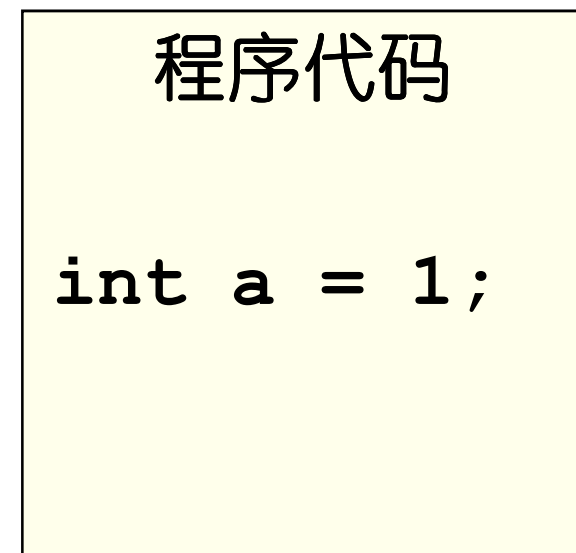 程序代码
int a = 1;